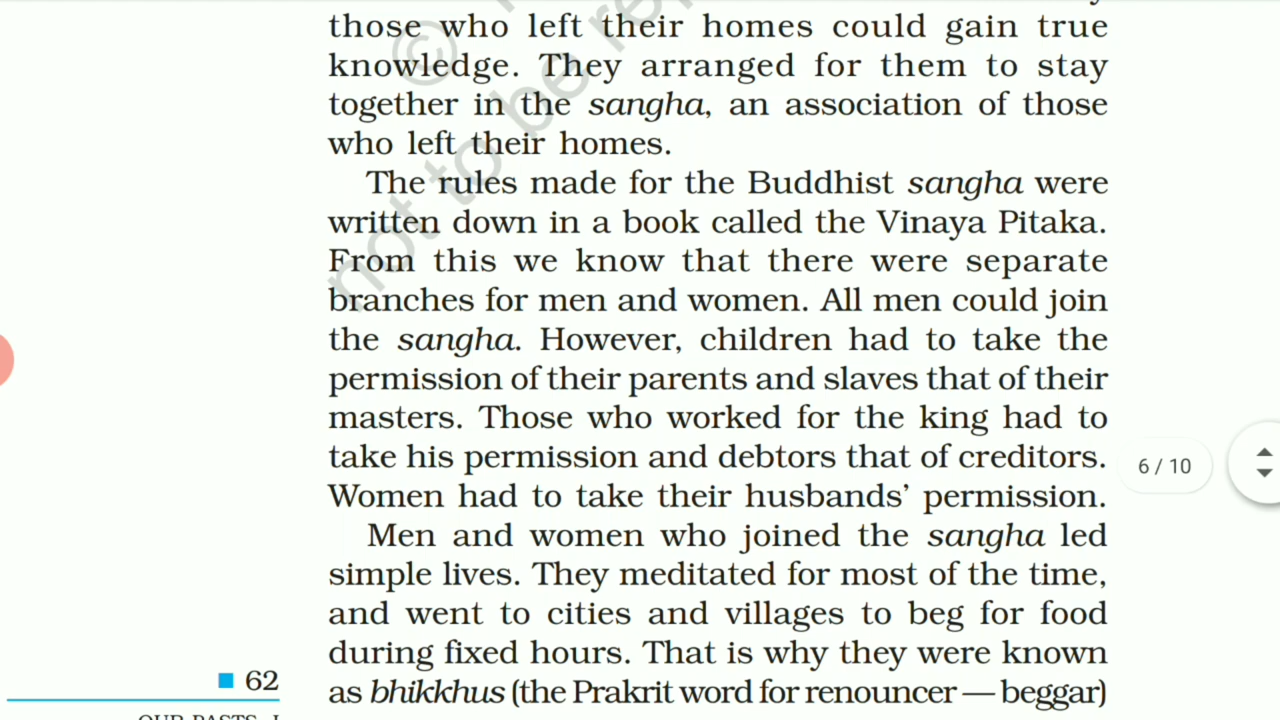 those who left their homes could gain true
knowledge. They arranged for them to stay
together in the sangha, an association of those
who left their homes.
The rules made for the Buddhist sangha were
written down in a book called the Vinaya Pitaka.
From this we know that there were separate
branches for men and women. All men could join
the sangha. However, children had to take the
permission of their parents and slaves that of their
masters. Those who worked for the king had to
take his permission and debtors that of creditors.
Women had to take their husbands' permission.
Men and women who joined the sangha led
simple lives. They meditated for most of the time,
and went to cities and villages to beg for food
during fixed hours. That is why they were known
as bhikkhus (the Prakrit word for renouncer — beggar)
6 / 10
62
OUR PASTS–I
©
not to be